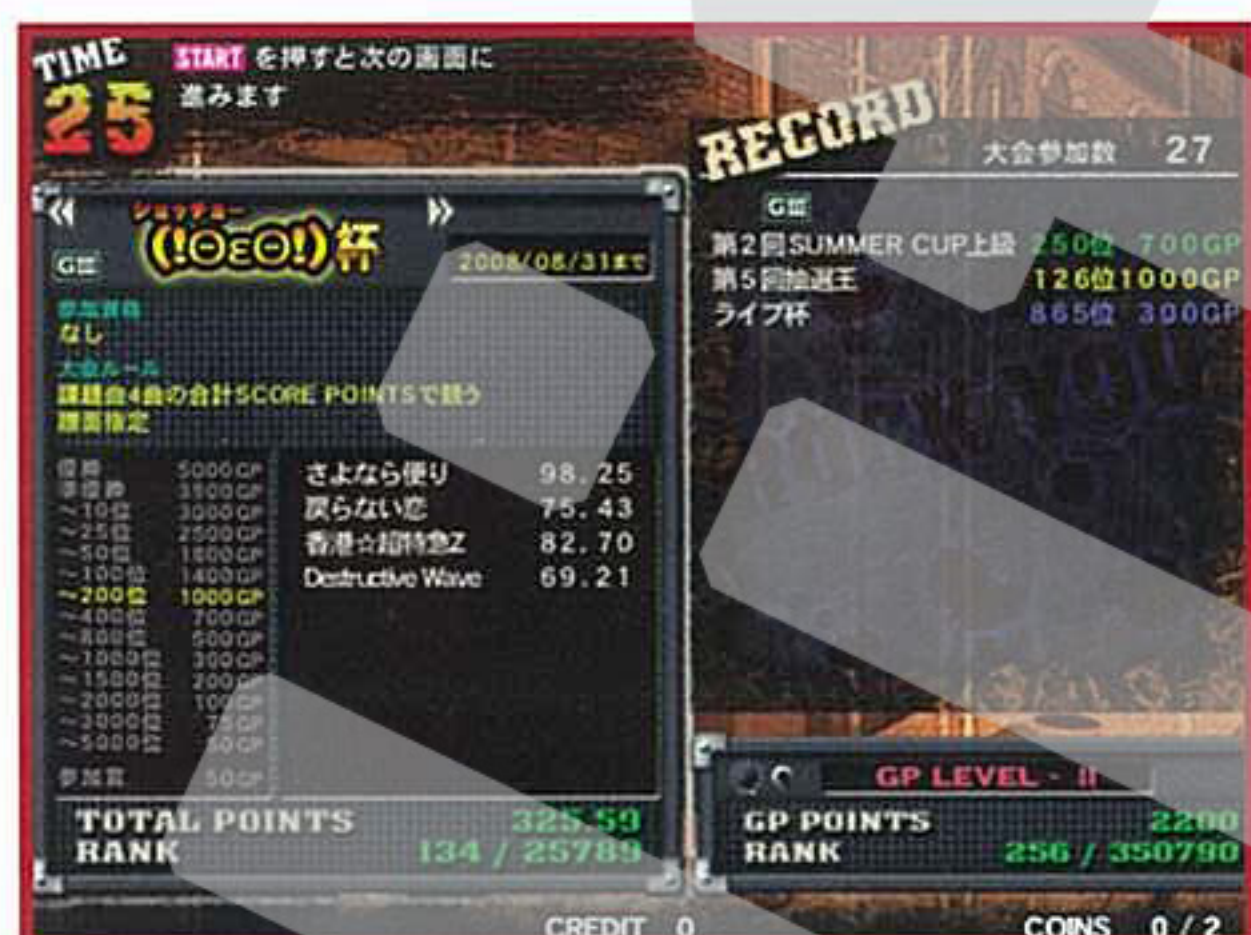 TIME
25
START を押すと次の画面に
進みます
ショッチョー
(!ΘεΘ!)杯
GIII
2008/08/31まで
参加資格
なし
大会ルール
課題曲4曲の合計SCORE POINTSで競う
譜面指定
優勝 5000GP
準優勝 3500GP
~10位 3000GP
~25位 2500GP
~50位 1800GP
~100位 1400GP
~200位 1000GP
~400位 700GP
~800位 500GP
~1000位 300GP
~1500位 200GP
~2000位 100GP
~3000位 75GP
~5000位 50GP
参加賞 50GP
さよなら便り 98.25
戻らない恋 75.43
香港☆超特急Z 82.70
Destructive Wave 69.21
TOTAL POINTS 325.59
RANK 134 / 25789
RECORD
大会参加数 27
GIII
第2回SUMMER CUP上級 250位 700GP
第5回抽選王 126位 1000GP
ライブ杯 865位 300GP
GP LEVEL - II
GP POINTS 2200
RANK 256 / 350790
CREDIT 0
COINS 0 / 2